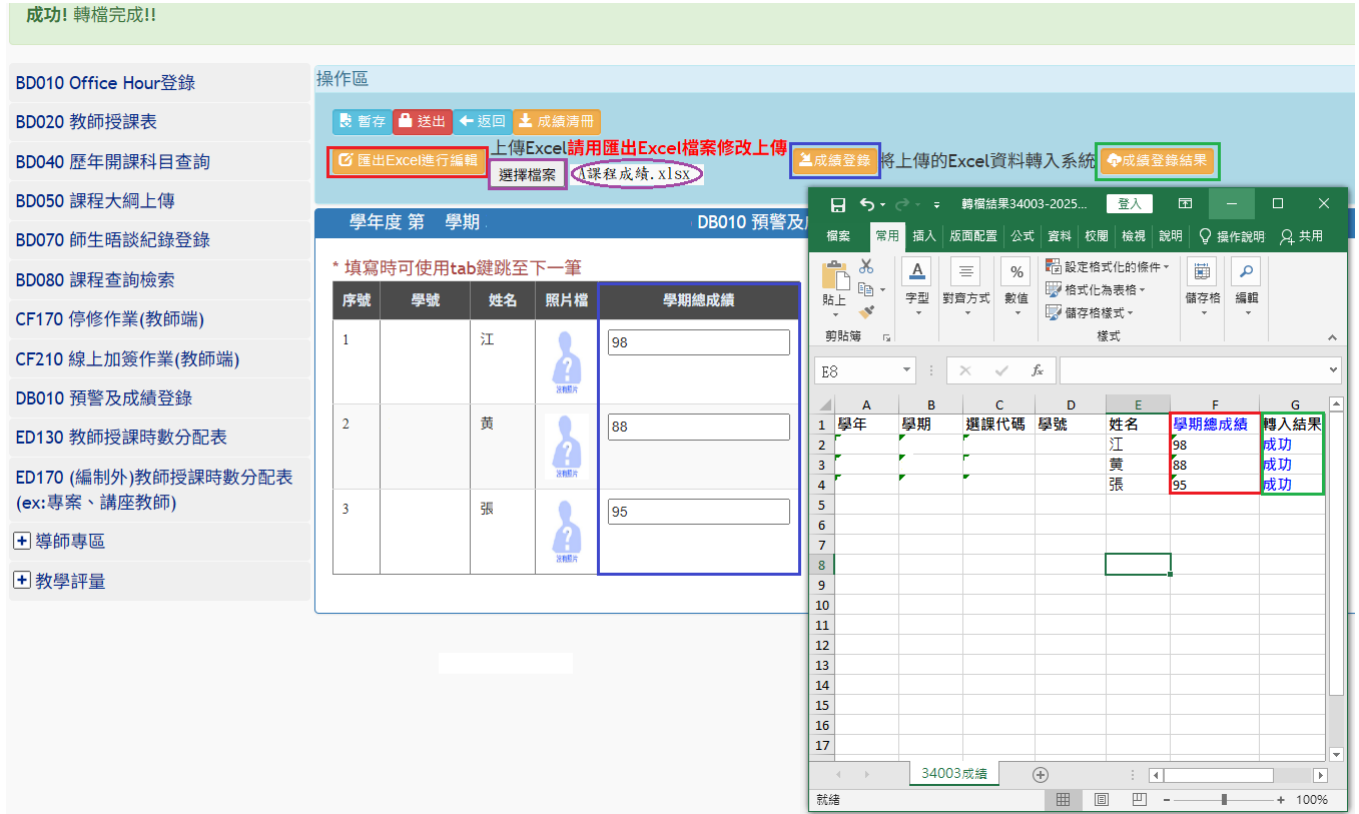 成功! 轉檔完成!!
BD010 Office Hour登錄
BD020 教師授課表
BD040 歷年開課科目查詢
BD050 課程大綱上傳
BD070 師生晤談紀錄登錄
BD080 課程查詢檢索
CF170 停修作業(教師端)
CF210 線上加簽作業(教師端)
DB010 預警及成績登錄
ED130 教師授課時數分配表
ED170 (編制外)教師授課時數分配表
(ex:專案、講座教師)
導師專區
教學評量
操作區
暫存 送出 返回 成績清冊
匯出Excel進行編輯 上傳Excel請用匯出Excel檔案修改上傳 成績登錄 將上傳的Excel資料轉入系統 成績登錄結果
選擇檔案 A課程成績.xlsx
學年度 第 學期 DB010 預警及
* 填寫時可使用tab鍵跳至下一筆
序號 學號 姓名 照片檔 學期總成績
1 江 沒有照片 98
2 黃 沒有照片 88
3 張 沒有照片 95
轉檔結果34003-2025... 登入
檔案 常用 插入 版面配置 公式 資料 校閱 檢視 說明 操作說明 共用
貼上 字型 對齊方式 數值 設定格式化的條件 格式化為表格 儲存格樣式 儲存格 編輯
剪貼簿 樣式
E8 fx
A B C D E F G
1 學年 學期 選課代碼 學號 姓名 學期總成績 轉入結果
2 江 98 成功
3 黃 88 成功
4 張 95 成功
5
6
7
8
9
10
11
12
13
14
15
16
17
34003成績
就緒 100%